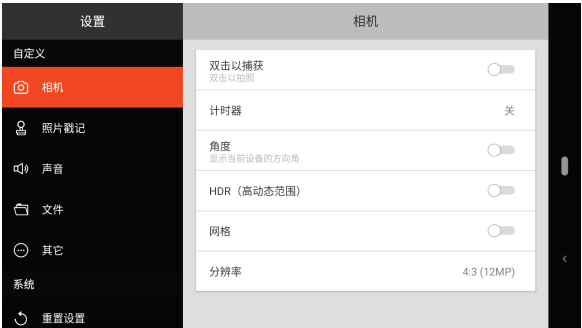 设置
自定义
相机
照片戳记
声音
文件
其它
系统
重置设置
相机
双击以捕获
双击以拍照
计时器 关
角度
显示当前设备的方向角
HDR（高动态范围）
网格
分辨率 4:3 (12MP)